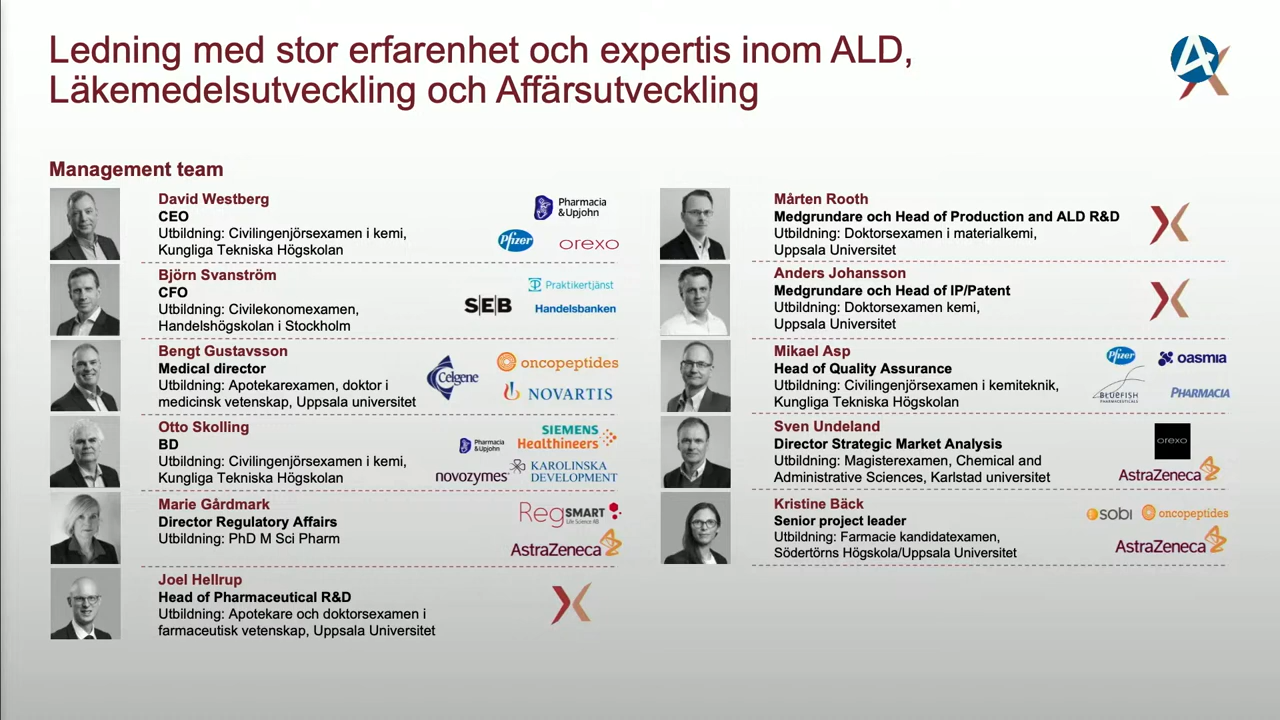 Ledning med stor erfarenhet och expertis inom ALD,
Läkemedelsutveckling och Affärsutveckling
A
Management team
David Westberg
CEO
Utbildning: Civilingenjörsexamen i kemi,
Kungliga Tekniska Högskolan
Pharmacia
&Upjohn
Pfizer
orexo
Björn Svanström
CFO
Utbildning: Civilekonomexamen,
Handelshögskolan i Stockholm
Praktikertjänst
SEB
Handelsbanken
Bengt Gustavsson
Medical director
Utbildning: Apotekarexamen, doktor i
medicinsk vetenskap, Uppsala universitet
Celgene
oncopeptides
NOVARTIS
Otto Skolling
BD
Utbildning: Civilingenjörsexamen i kemi,
Kungliga Tekniska Högskolan
Pharmacia
&Upjohn
SIEMENS
Healthineers
novozymes
KAROLINSKA
DEVELOPMENT
Marie Gårdmark
Director Regulatory Affairs
Utbildning: PhD M Sci Pharm
RegSMART
Life Science AB
AstraZeneca
Joel Hellrup
Head of Pharmaceutical R&D
Utbildning: Apotekare och doktorsexamen i
farmaceutisk vetenskap, Uppsala Universitet
Mårten Rooth
Medgrundare och Head of Production and ALD R&D
Utbildning: Doktorsexamen i materialkemi,
Uppsala Universitet
Anders Johansson
Medgrundare och Head of IP/Patent
Utbildning: Doktorsexamen kemi,
Uppsala Universitet
Mikael Asp
Head of Quality Assurance
Utbildning: Civilingenjörsexamen i kemiteknik,
Kungliga Tekniska Högskolan
Pfizer
oasmia
BLUEFISH
PHARMACEUTICALS
PHARMACIA
Sven Undeland
Director Strategic Market Analysis
Utbildning: Magisterexamen, Chemical and
Administrative Sciences, Karlstad universitet
orexo
AstraZeneca
Kristine Bäck
Senior project leader
Utbildning: Farmacie kandidatexamen,
Södertörns Högskola/Uppsala Universitet
sobi
oncopeptides
AstraZeneca